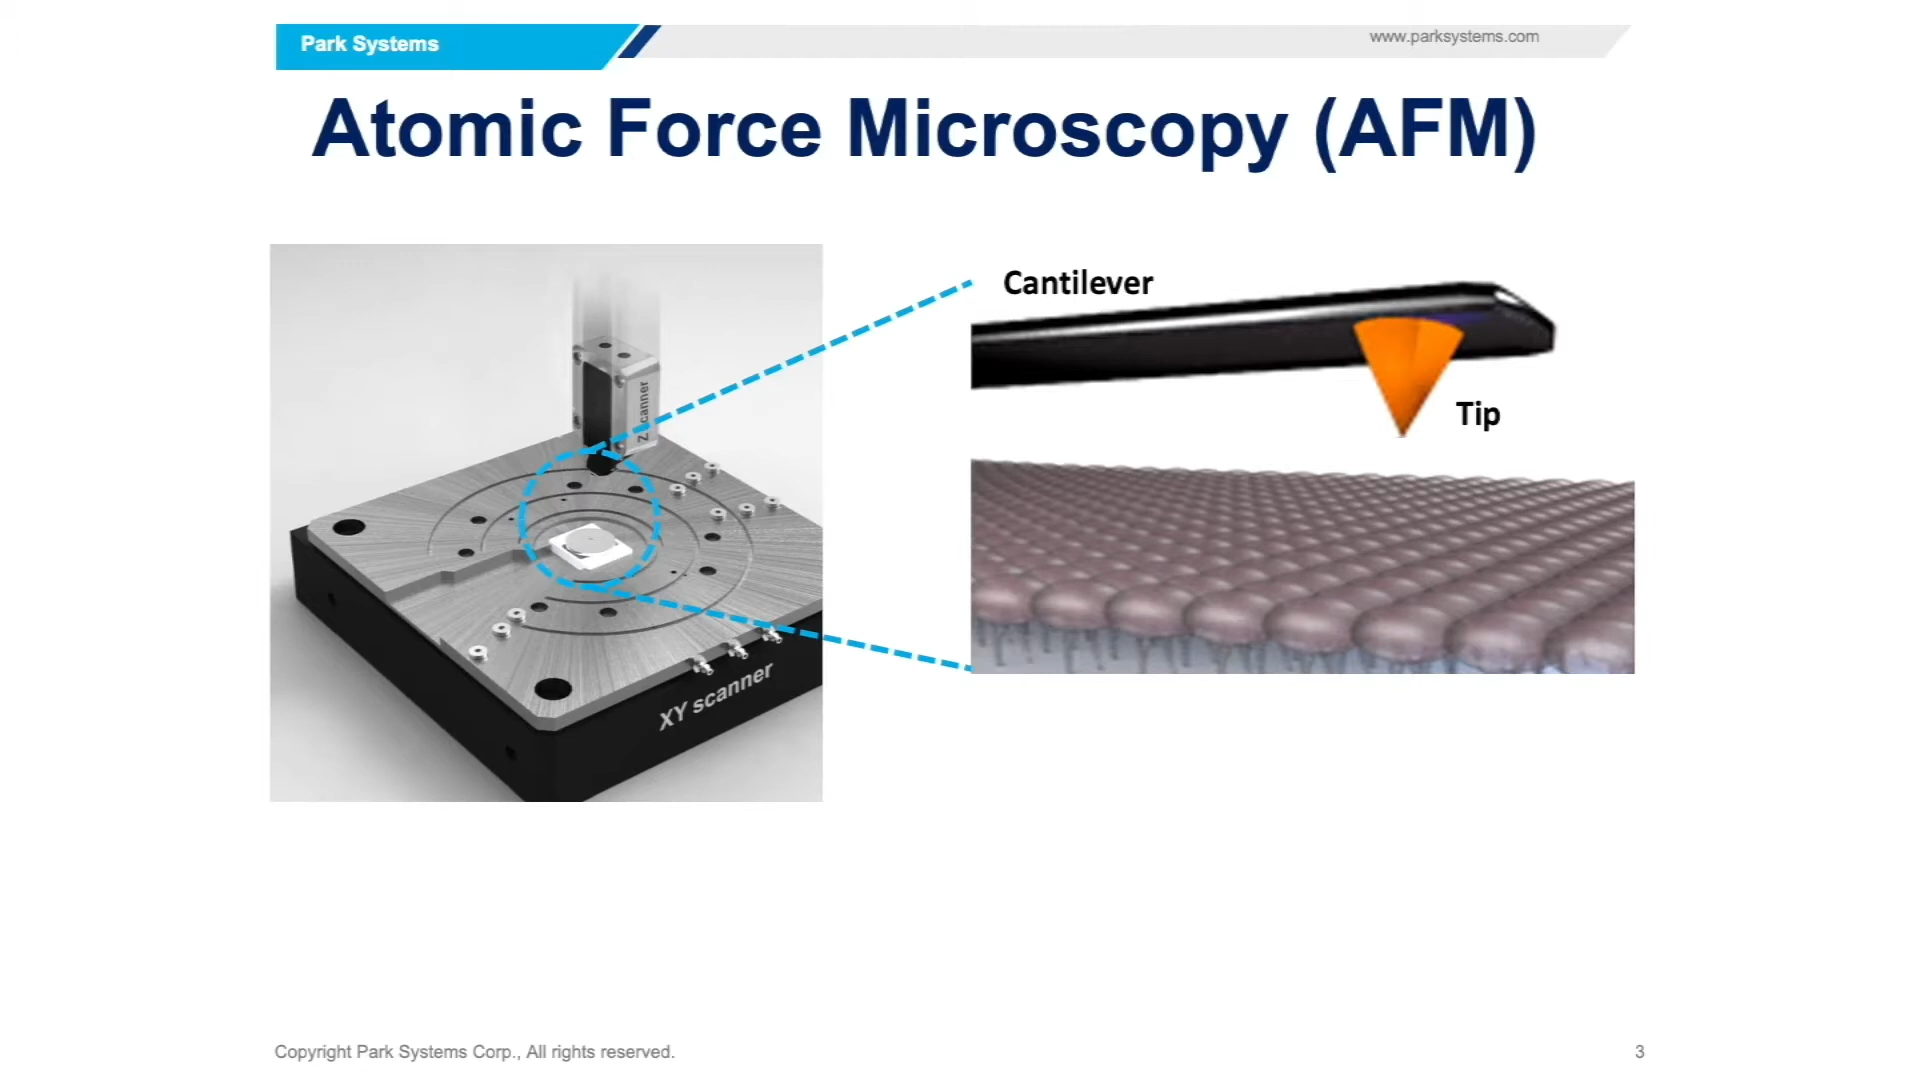 Park Systems
www.parksystems.com
Atomic Force Microscopy (AFM)
Z scanner
XY scanner
Cantilever
Tip
Copyright Park Systems Corp., All rights reserved.
3